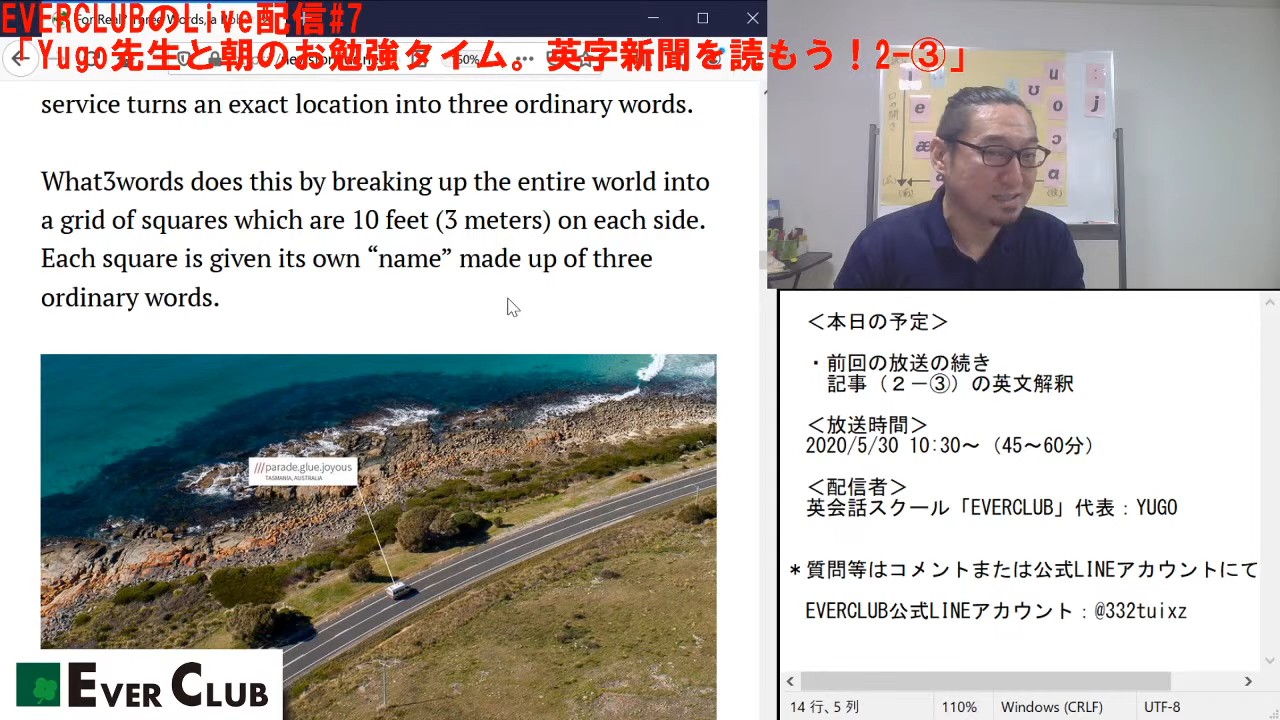 EVERCLUBのLive配信#7
「Yugo先生と朝のお勉強タイム。英字新聞を読もう！2-③」
service turns an exact location into three ordinary words.
What3words does this by breaking up the entire world into
a grid of squares which are 10 feet (3 meters) on each side.
Each square is given its own “name” made up of three
ordinary words.
///parade.glue.joyous
TASMANIA, AUSTRALIA
EVER CLUB
i
u
ʊ
e
o
j
æ
ɔ
ɑ
口の開き
＜本日の予定＞
・前回の放送の続き
記事（２－③）の英文解釈
＜放送時間＞
2020/5/30 10:30～（45～60分）
＜配信者＞
英会話スクール「EVERCLUB」代表：YUGO
＊質問等はコメントまたは公式LINEアカウントにて
EVERCLUB公式LINEアカウント：@332tuixz
14 行、5 列
110%
Windows (CRLF)
UTF-8